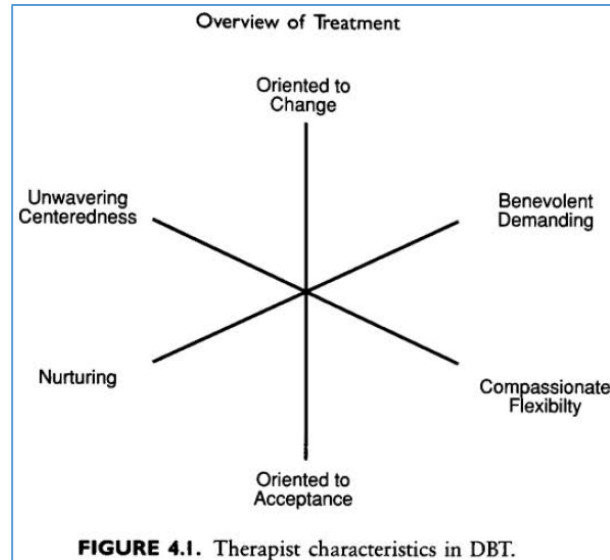 Overview of Treatment
Oriented to
Change
Unwavering
Centeredness
Benevolent
Demanding
Nurturing
Compassionate
Flexibilty
Oriented to
Acceptance
FIGURE 4.1. Therapist characteristics in DBT.